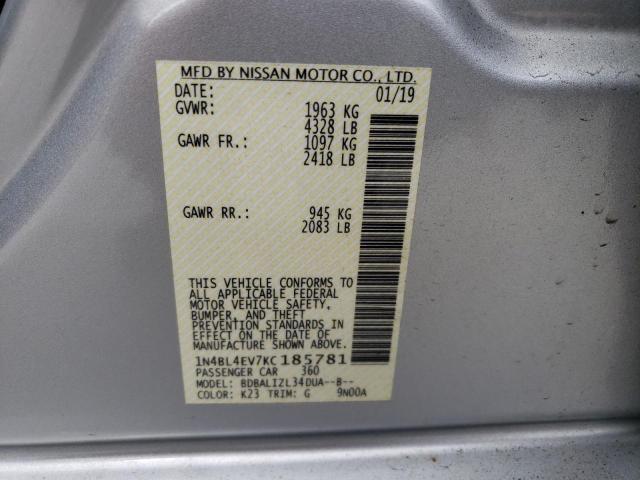 MFD BY NISSAN MOTOR CO., LTD.
DATE: 01/19
GVWR: 1963 KG
4328 LB
GAWR FR.: 1097 KG
2418 LB
GAWR RR.: 945 KG
2083 LB
THIS VEHICLE CONFORMS TO
ALL APPLICABLE FEDERAL
MOTOR VEHICLE SAFETY,
BUMPER, AND THEFT
PREVENTION STANDARDS IN
EFFECT ON THE DATE OF
MANUFACTURE SHOWN ABOVE.
1N4BL4EV7KC185781
PASSENGER CAR 360
MODEL: BDBALIZL34DUA--B--
COLOR: K23 TRIM: G 9N00A